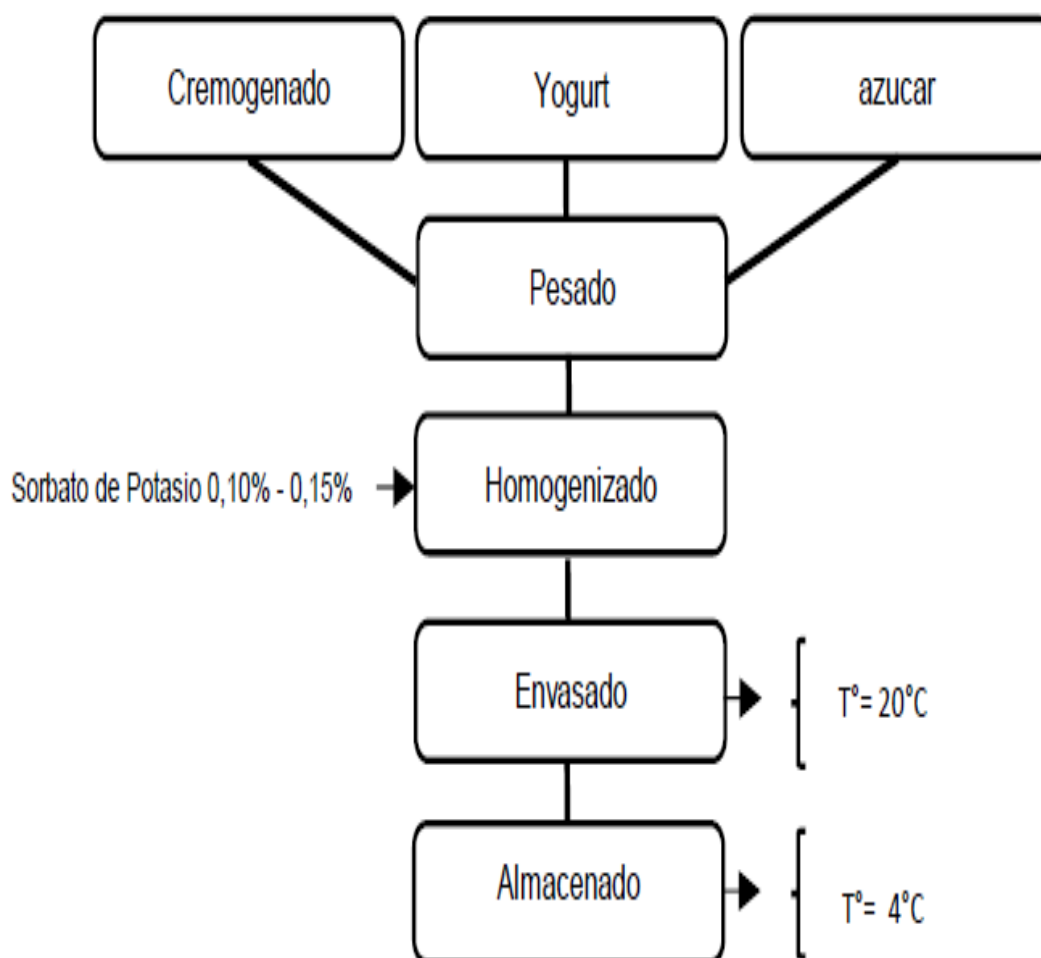 Cremogenado
Yogurt
azucar
Pesado
Sorbato de Potasio 0,10% - 0,15%
Homogenizado
Envasado
T°= 20°C
Almacenado
T°= 4°C